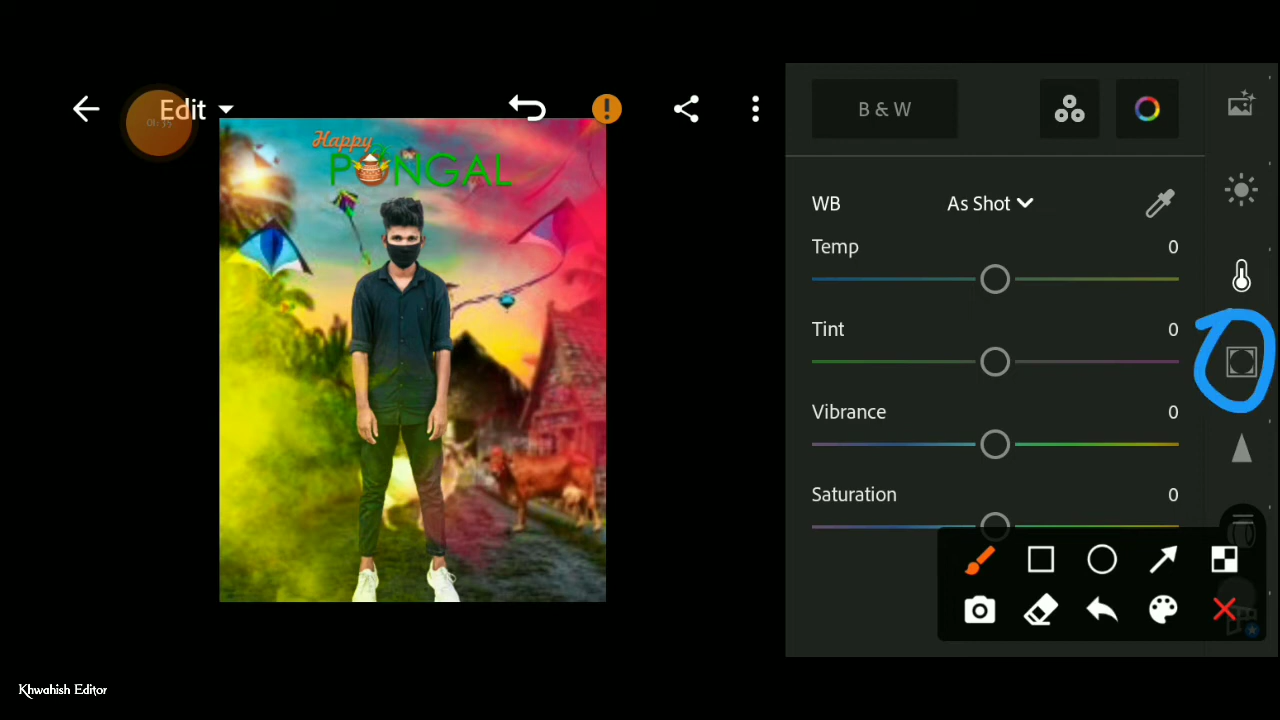 Edit
Happy
PONGAL
B & W
WB As Shot
Temp 0
Tint 0
Vibrance 0
Saturation 0
Khwahish Editor